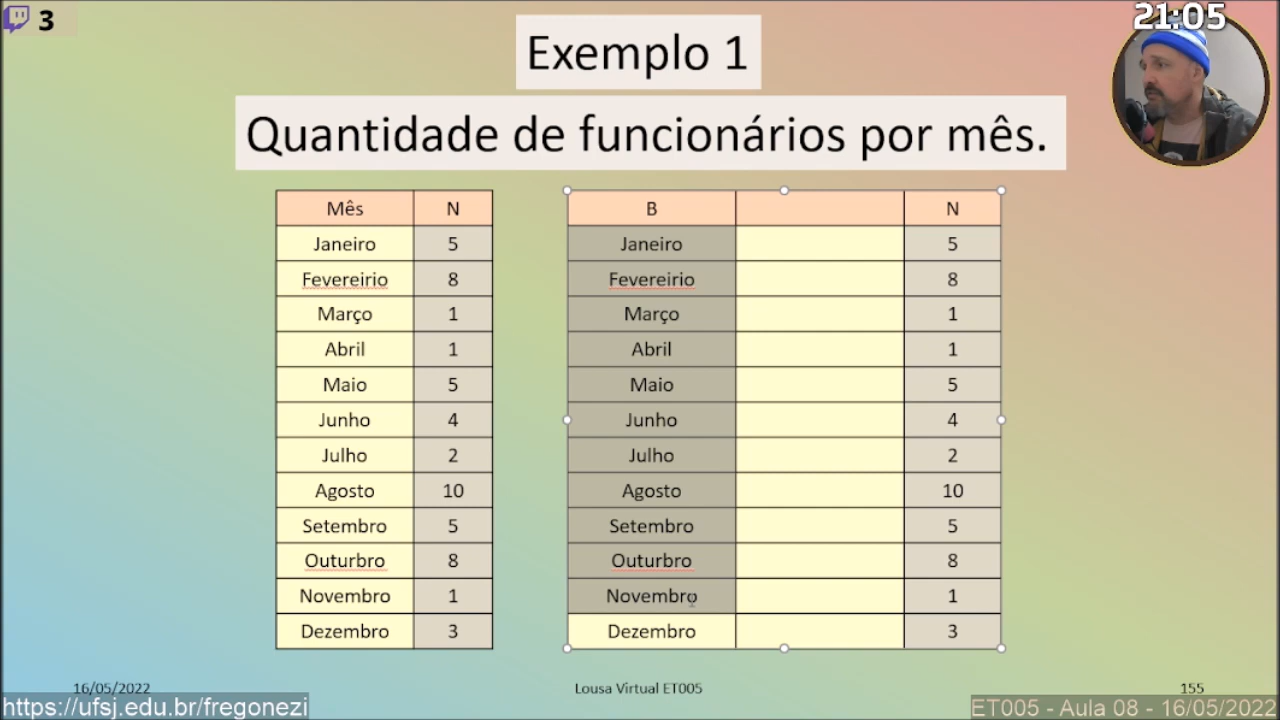 3
21:05
Exemplo 1
Quantidade de funcionários por mês.
Mês N
Janeiro 5
Fevereirio 8
Março 1
Abril 1
Maio 5
Junho 4
Julho 2
Agosto 10
Setembro 5
Outurbro 8
Novembro 1
Dezembro 3
B N
Janeiro 5
Fevereirio 8
Março 1
Abril 1
Maio 5
Junho 4
Julho 2
Agosto 10
Setembro 5
Outurbro 8
Novembro 1
Dezembro 3
16/05/2022 Lousa Virtual ET005 155
https://ufsj.edu.br/fregonezi
ET005 - Aula 08 - 16/05/2022